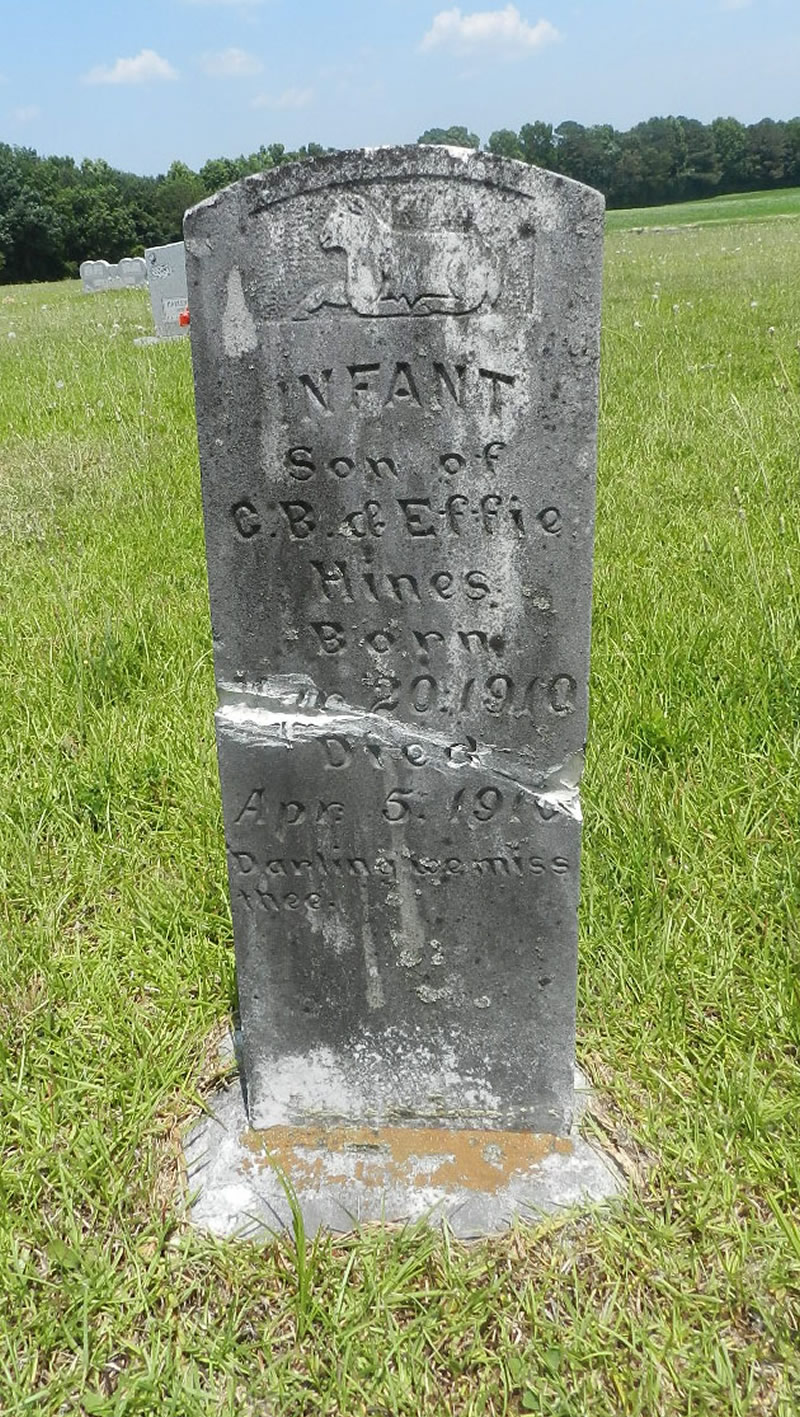 INFANT
Son of
C.B. & Effie
Hines.
Born
20, 1910
Died
Apr 5, 1910
Darling we miss
thee.